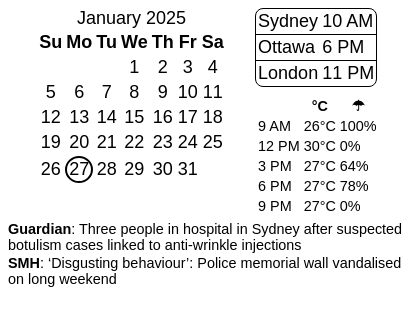 January 2025
Su Mo Tu We Th Fr Sa
1 2 3 4
5 6 7 8 9 10 11
12 13 14 15 16 17 18
19 20 21 22 23 24 25
26 27 28 29 30 31
Sydney 10 AM
Ottawa 6 PM
London 11 PM
°C ☂
9 AM 26°C 100%
12 PM 30°C 0%
3 PM 27°C 64%
6 PM 27°C 78%
9 PM 27°C 0%
Guardian: Three people in hospital in Sydney after suspected
botulism cases linked to anti-wrinkle injections
SMH: ‘Disgusting behaviour’: Police memorial wall vandalised
on long weekend